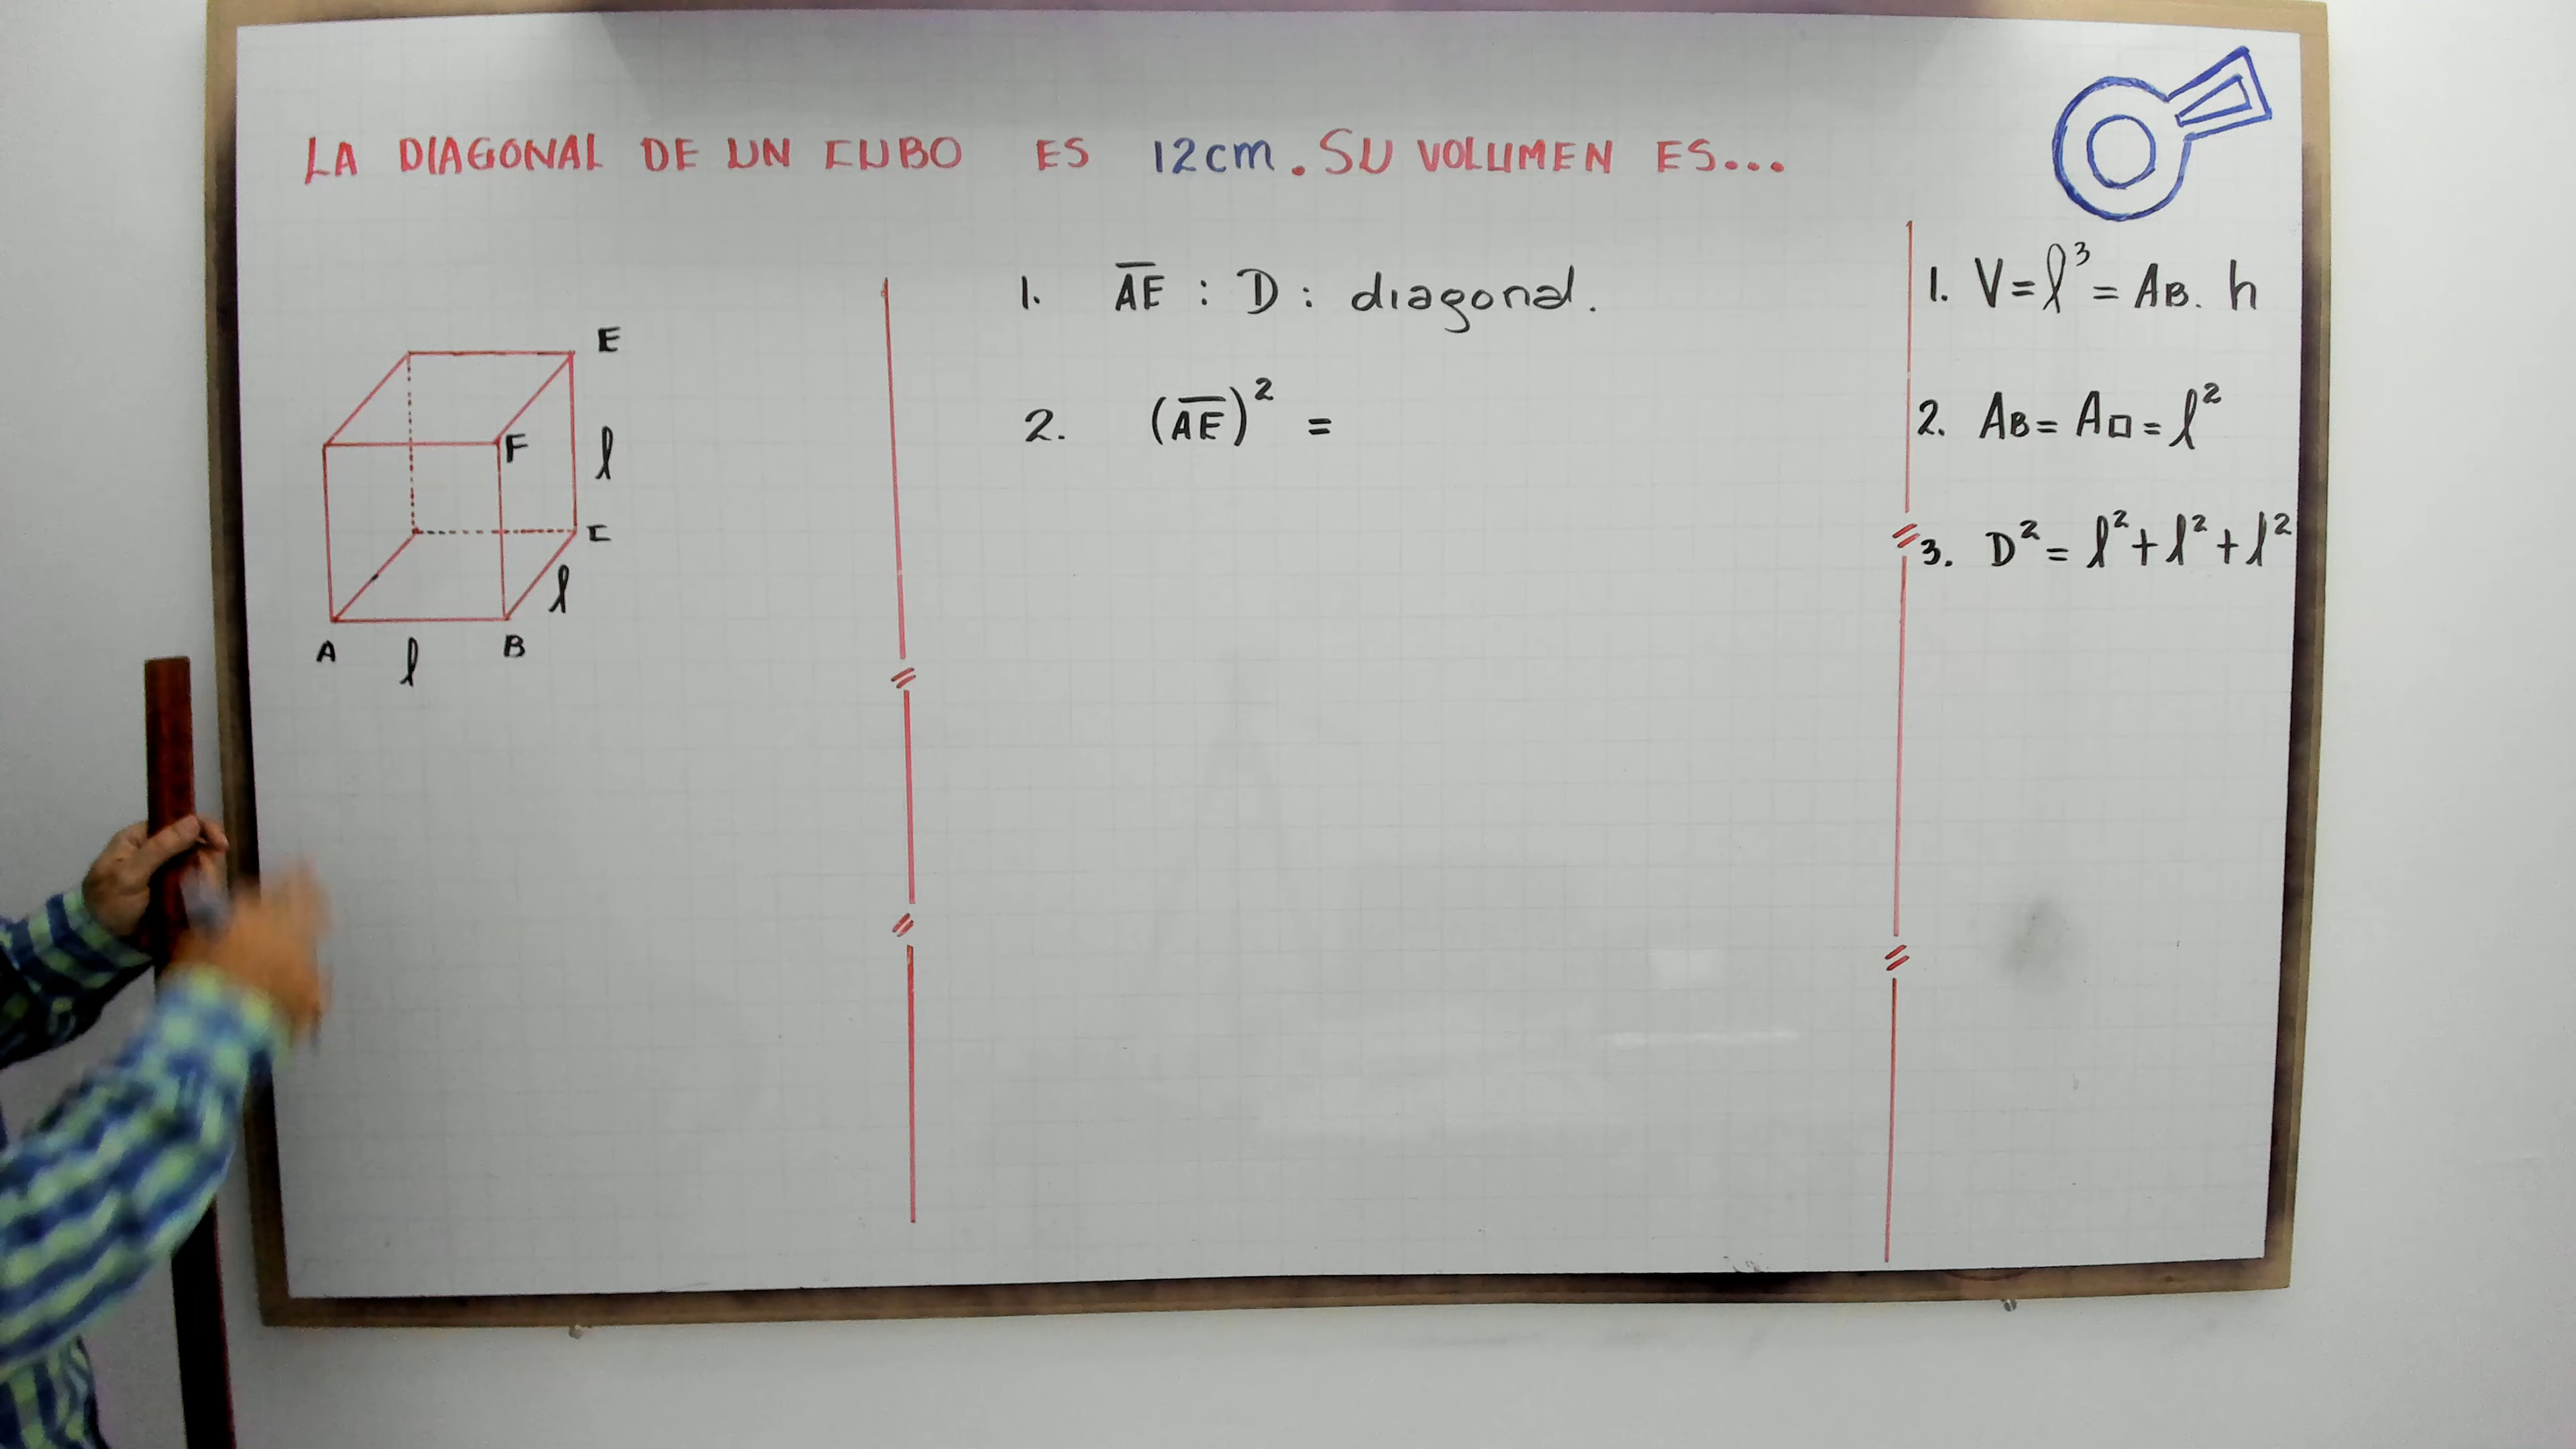 LA DIAGONAL DE UN CUBO ES 12cm. SU VOLUMEN ES...
E
F
l
C
l
A
l
B
1. AE : D : diagonal.
2. (AE)² =
1. V = l³ = AB. h
2. AB = A□ = l²
3. D² = l² + l² + l²